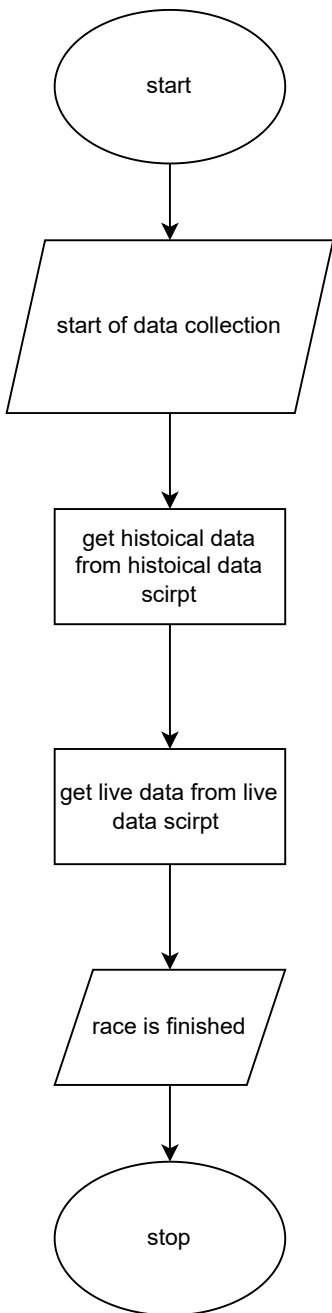 start
start of data collection
get histoical data
from histoical data
scirpt
get live data from live
data scirpt
race is finished
stop